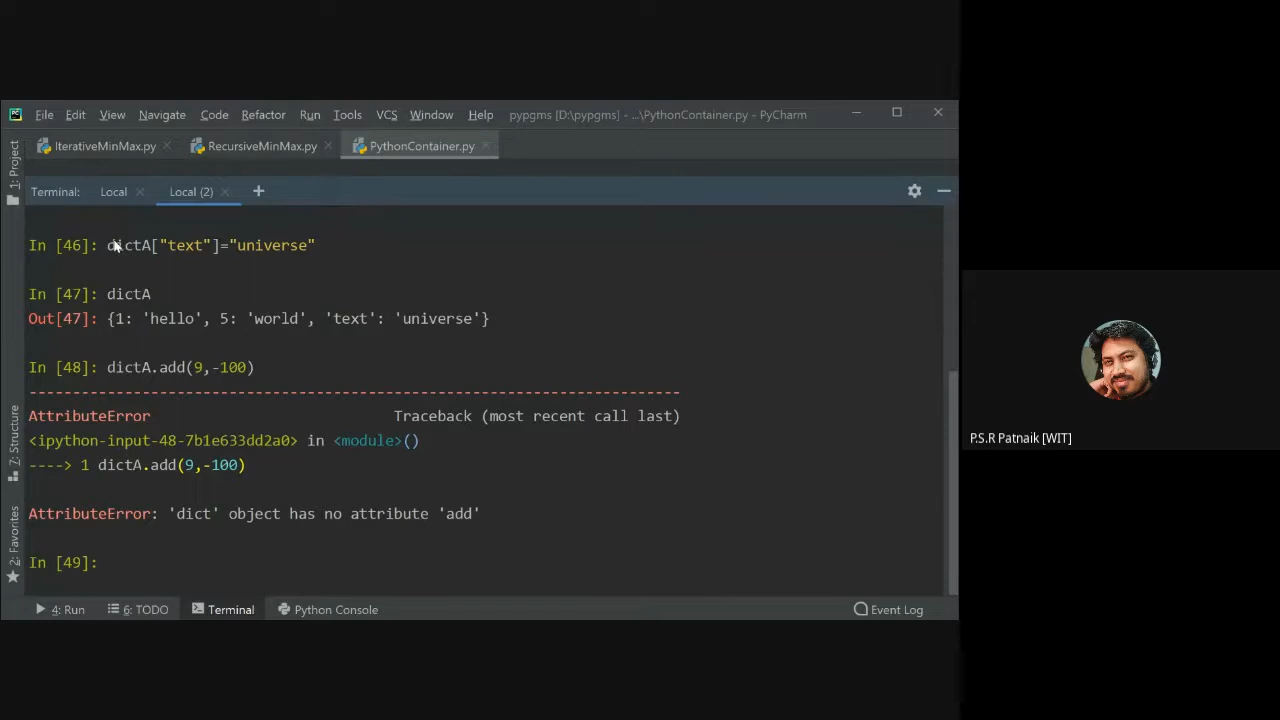 File Edit View Navigate Code Refactor Run Tools VCS Window Help pypgms [D:\pypgms] - ...\PythonContainer.py - PyCharm
IterativeMinMax.py RecursiveMinMax.py PythonContainer.py
1: Project
Terminal: Local Local (2) +
In [46]: dictA["text"]="universe"
In [47]: dictA
Out[47]: {1: 'hello', 5: 'world', 'text': 'universe'}
In [48]: dictA.add(9,-100)
---------------------------------------------------------------------------
AttributeError Traceback (most recent call last)
<ipython-input-48-7b1e633dd2a0> in <module>()
----> 1 dictA.add(9,-100)
AttributeError: 'dict' object has no attribute 'add'
In [49]:
7: Structure
2: Favorites
4: Run 6: TODO Terminal Python Console Event Log
P.S.R Patnaik [WIT]